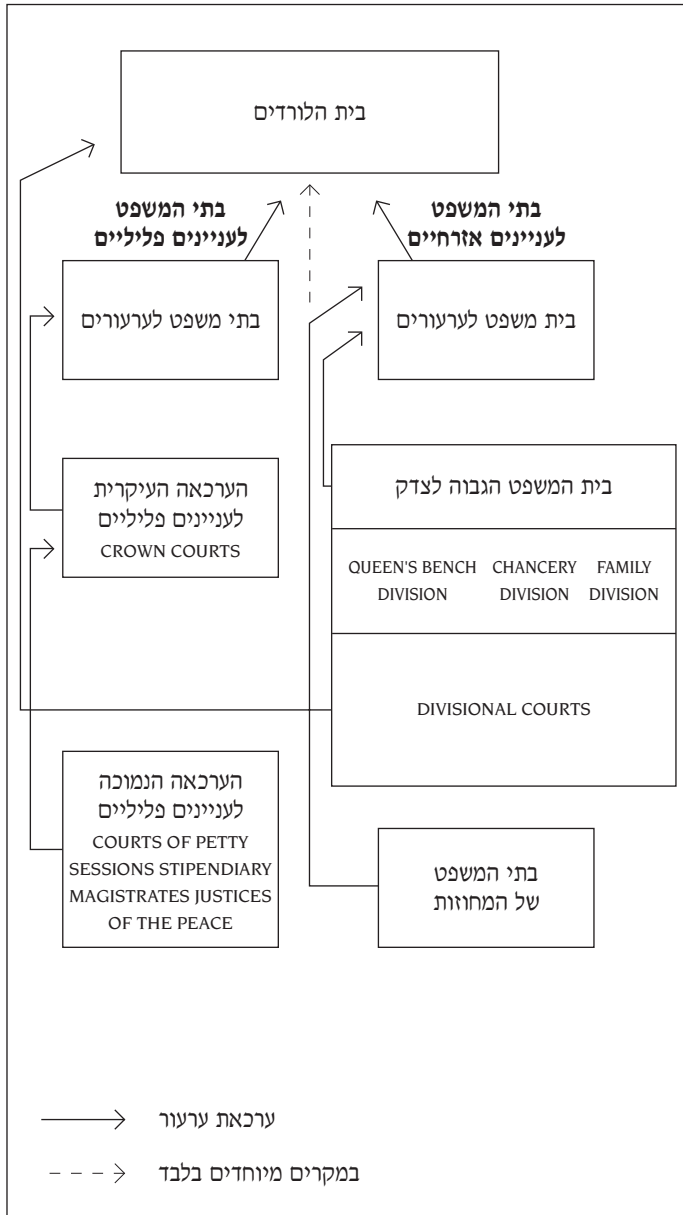 בית הלורדים
בתי המשפט
לעניינים אזרחיים
בתי המשפט
לעניינים פליליים
בית משפט לערעורים
בתי משפט לערעורים
בית המשפט הגבוה לצדק
QUEEN'S BENCH DIVISION
CHANCERY DIVISION
FAMILY DIVISION
DIVISIONAL COURTS
הערכאה העיקרית
לעניינים פליליים
CROWN COURTS
הערכאה הנמוכה
לעניינים פליליים
COURTS OF PETTY
SESSIONS STIPENDIARY
MAGISTRATES JUSTICES
OF THE PEACE
בתי המשפט
של המחוזות
ערכאת ערעור
במקרים מיוחדים בלבד